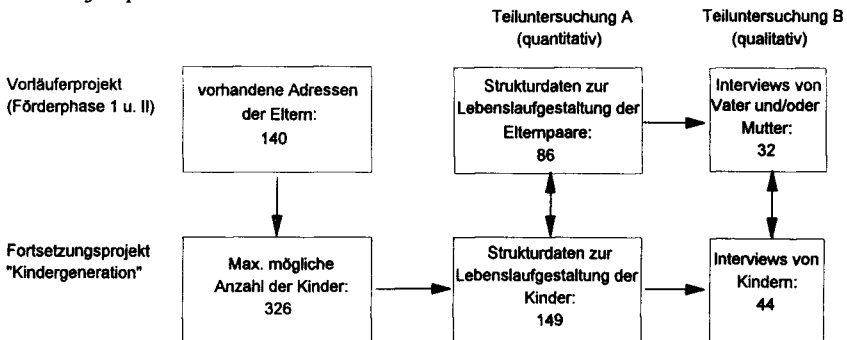 Teiluntersuchung A
(quantitativ)
Teiluntersuchung B
(qualitativ)
Vorläuferprojekt
(Förderphase 1 u. II)
vorhandene Adressen
der Eltern:
140
Strukturdaten zur
Lebenslaufgestaltung der
Elternpaare:
86
Interviews von
Vater und/oder
Mutter:
32
Fortsetzungsprojekt
"Kindergeneration"
Max. mögliche
Anzahl der Kinder:
326
Strukturdaten zur
Lebenslaufgestaltung der
Kinder:
149
Interviews von
Kindern:
44